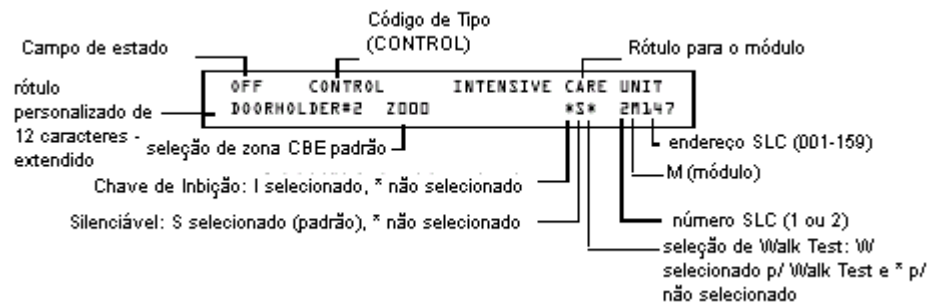 Código de Tipo
(CONTROL)
Campo de estado
Rótulo para o módulo
OFF CONTROL INTENSIVE CARE UNIT
DOORHOLDER#2 Z000 *S* 2M147
rótulo
personalizado de
12 caracteres -
extendido
seleção de zona CBE padrão
endereço SLC (001-159)
M (módulo)
Chave de Inbição: I selecionado, * não selecionado
Silenciável: S selecionado (padrão), * não selecionado
número SLC (1 ou 2)
seleção de Walk Test: W
selecionado p/ Walk Test e * p/
não selecionado